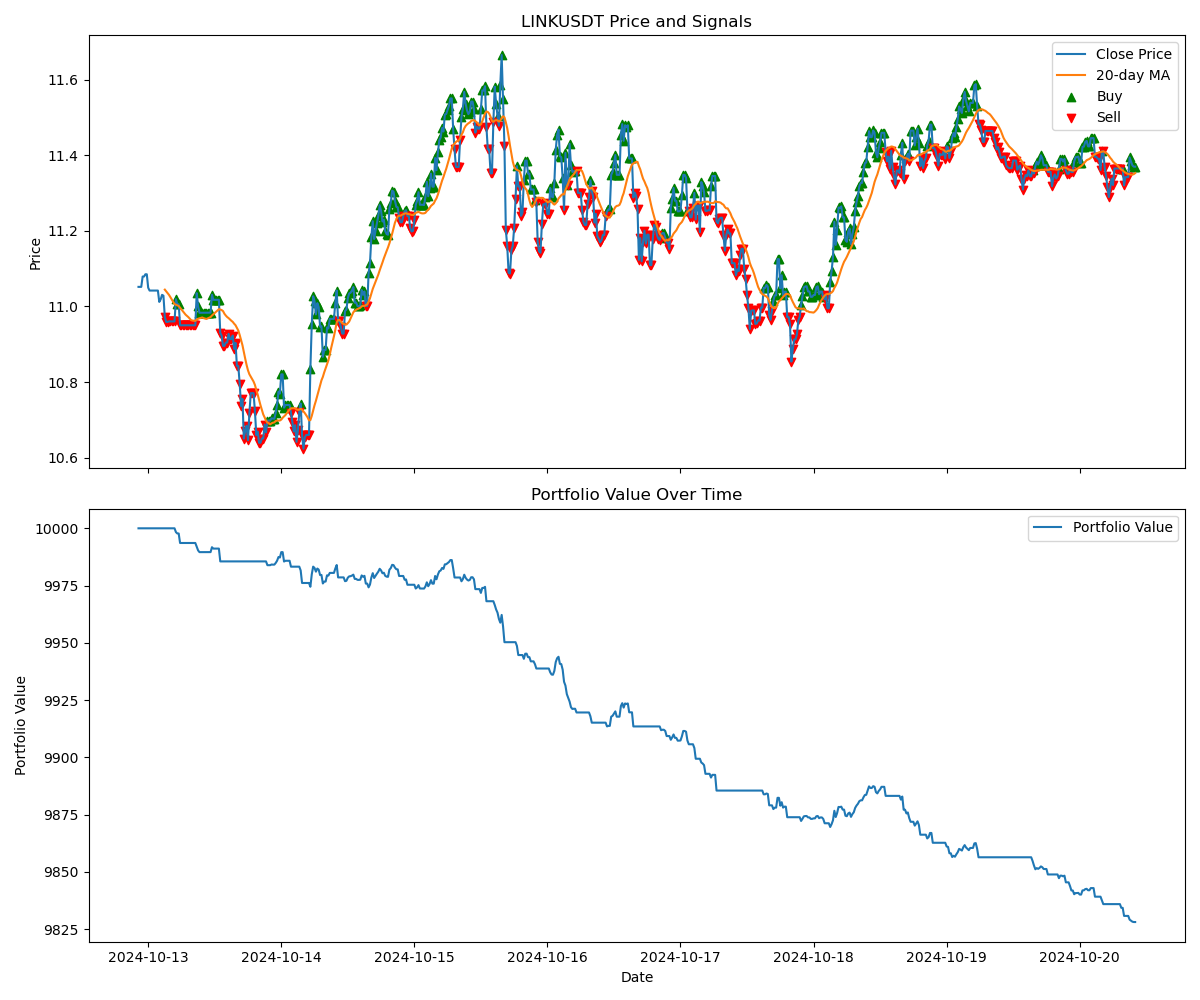 LINKUSDT Price and Signals
Price
11.6
11.4
11.2
11.0
10.8
10.6
Close Price
20-day MA
Buy
Sell
Portfolio Value Over Time
Portfolio Value
10000
9975
9950
9925
9900
9875
9850
9825
Portfolio Value
2024-10-13 2024-10-14 2024-10-15 2024-10-16 2024-10-17 2024-10-18 2024-10-19 2024-10-20
Date